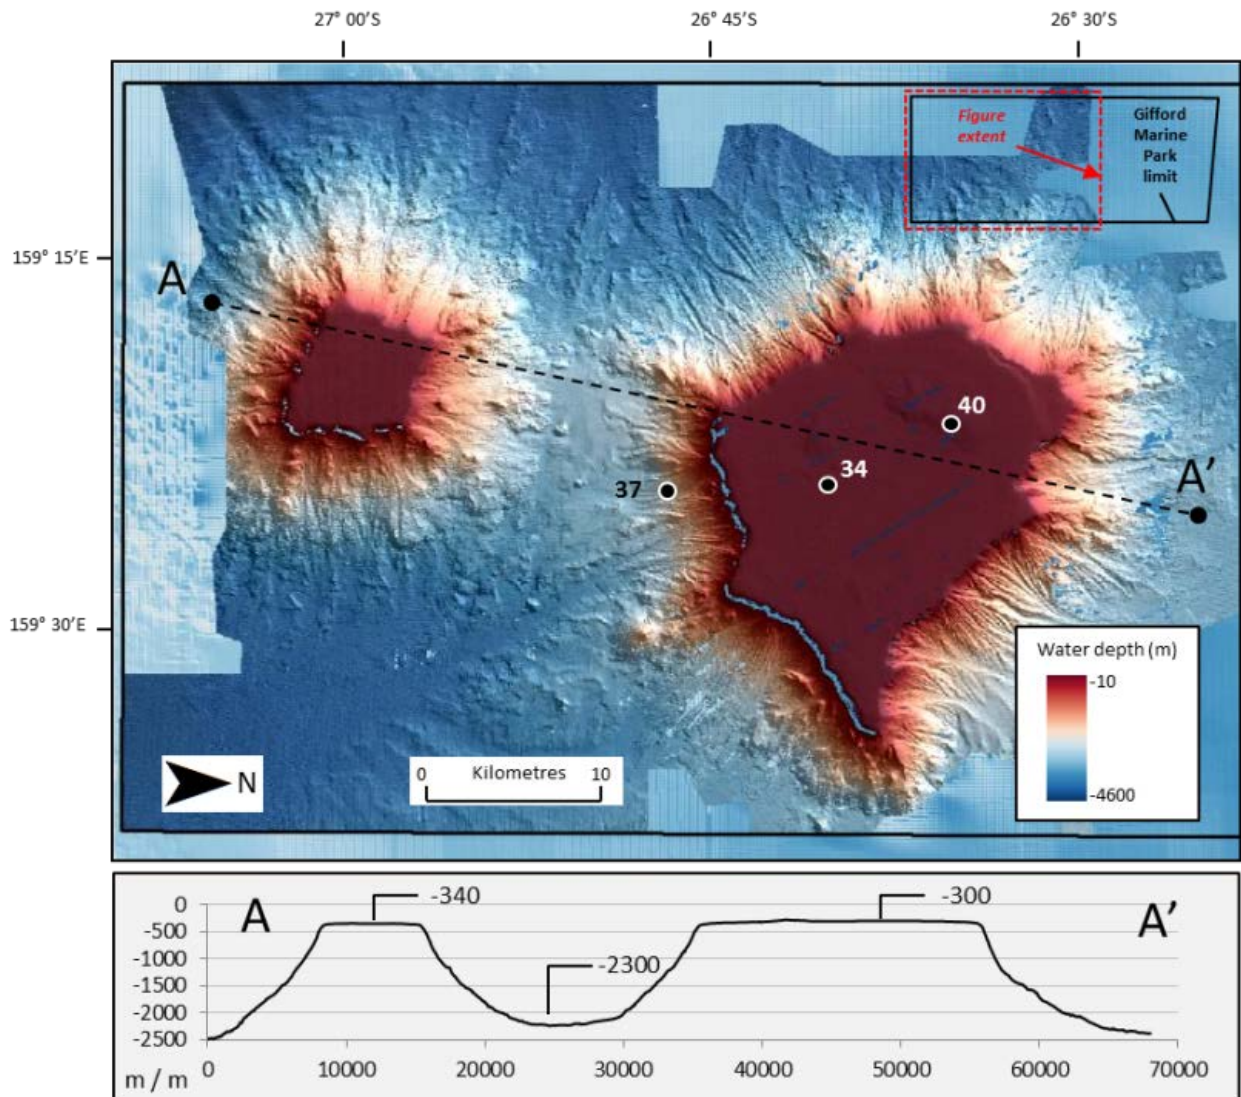 27° 00'S
26° 45'S
26° 30'S
159° 15'E
159° 30'E
Figure
extent
Gifford
Marine
Park
limit
A
40
34
37
A'
Water depth (m)
-10
-4600
N
0 Kilometres 10
A
A'
-340
-300
-2300
0
-500
-1000
-1500
-2000
-2500
m / m
0 10000 20000 30000 40000 50000 60000 70000